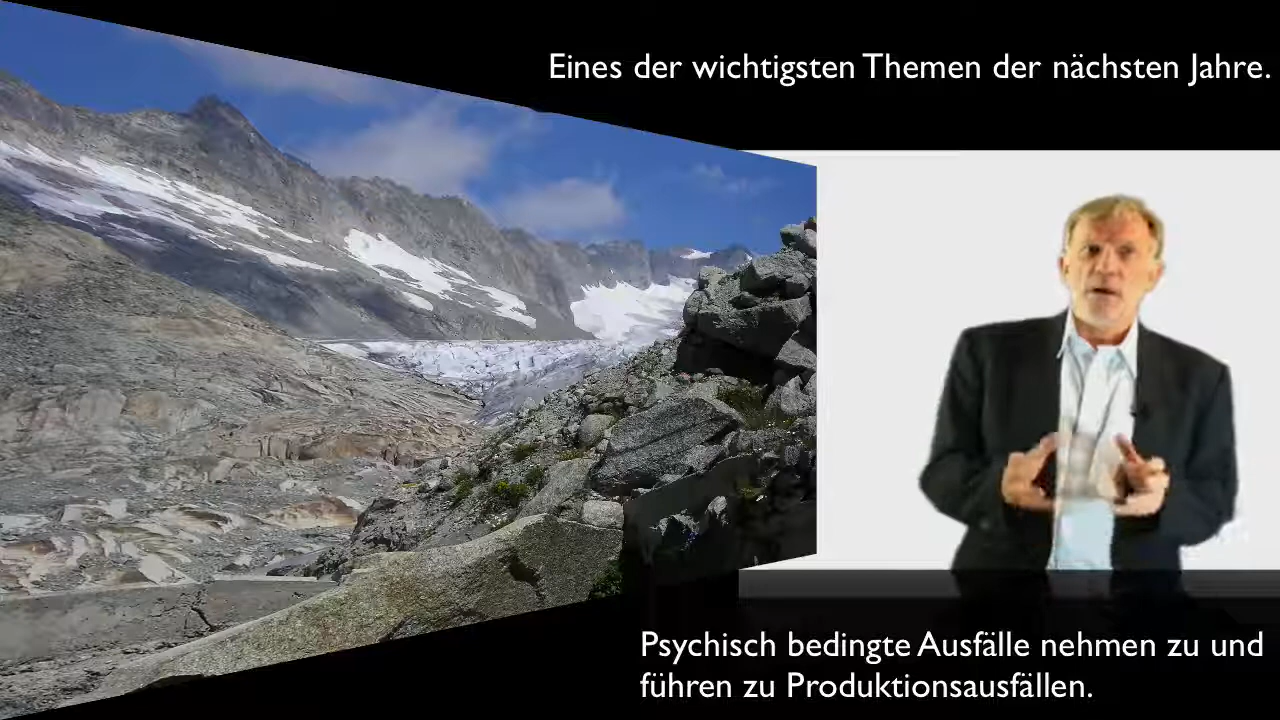 Eines der wichtigsten Themen der nächsten Jahre.
Psychisch bedingte Ausfälle nehmen zu und
führen zu Produktionsausfällen.